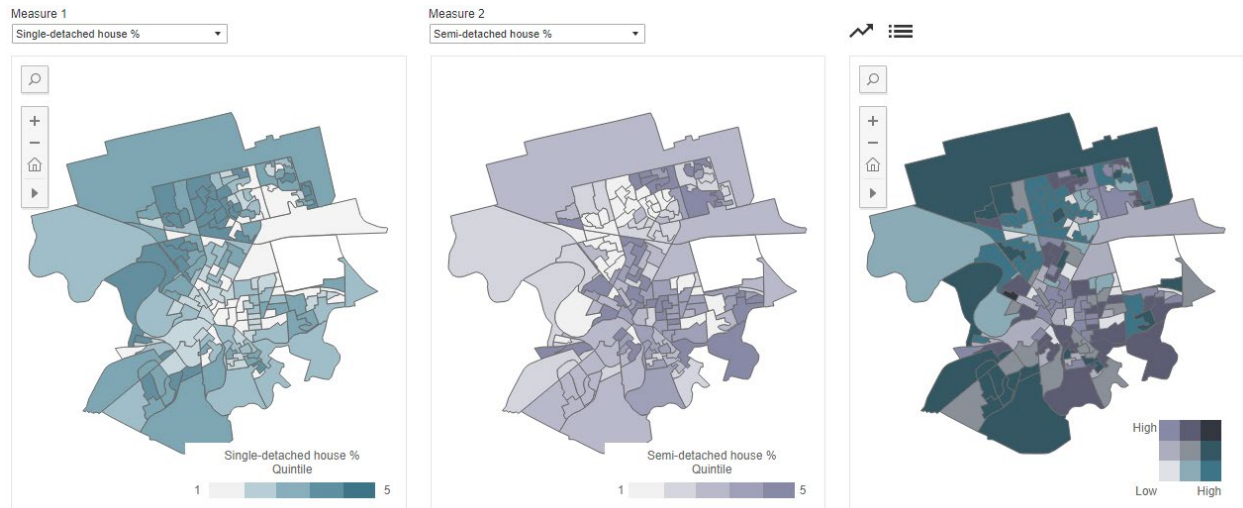 Measure 1
Single-detached house %
Measure 2
Semi-detached house %
Single-detached house %
Quintile
1 5
Semi-detached house %
Quintile
1 5
High
Low High